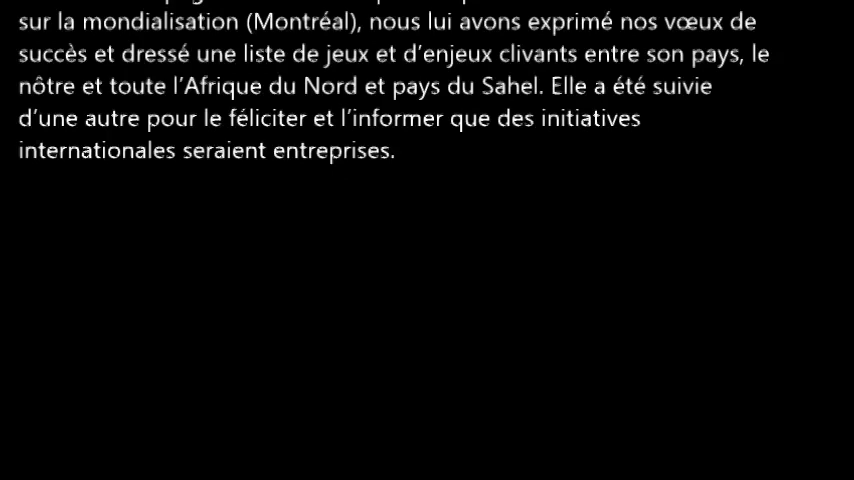 sur la mondialisation (Montréal), nous lui avons exprimé nos vœux de
succès et dressé une liste de jeux et d’enjeux clivants entre son pays, le
nôtre et toute l’Afrique du Nord et pays du Sahel. Elle a été suivie
d’une autre pour le féliciter et l’informer que des initiatives
internationales seraient entreprises.